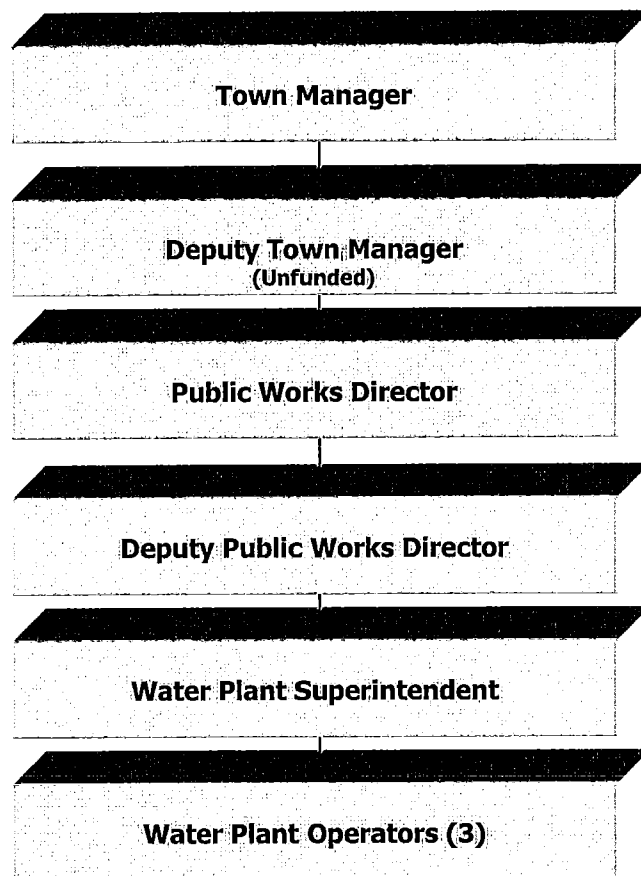 Town Manager
Deputy Town Manager
(Unfunded)
Public Works Director
Deputy Public Works Director
Water Plant Superintendent
Water Plant Operators (3)